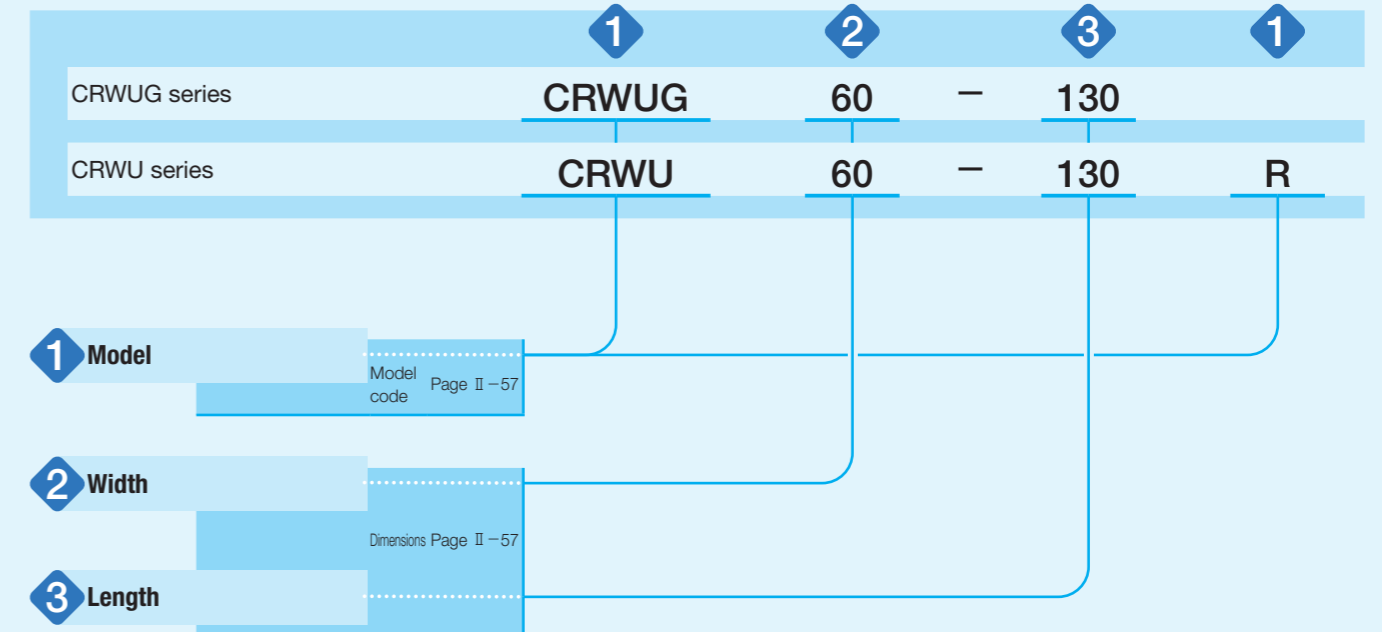 1 2 3 1
CRWUG series CRWUG 60 － 130
CRWU series CRWU 60 － 130 R
1 Model
Model code Page Ⅱ－57
2 Width
Dimensions Page Ⅱ－57
3 Length